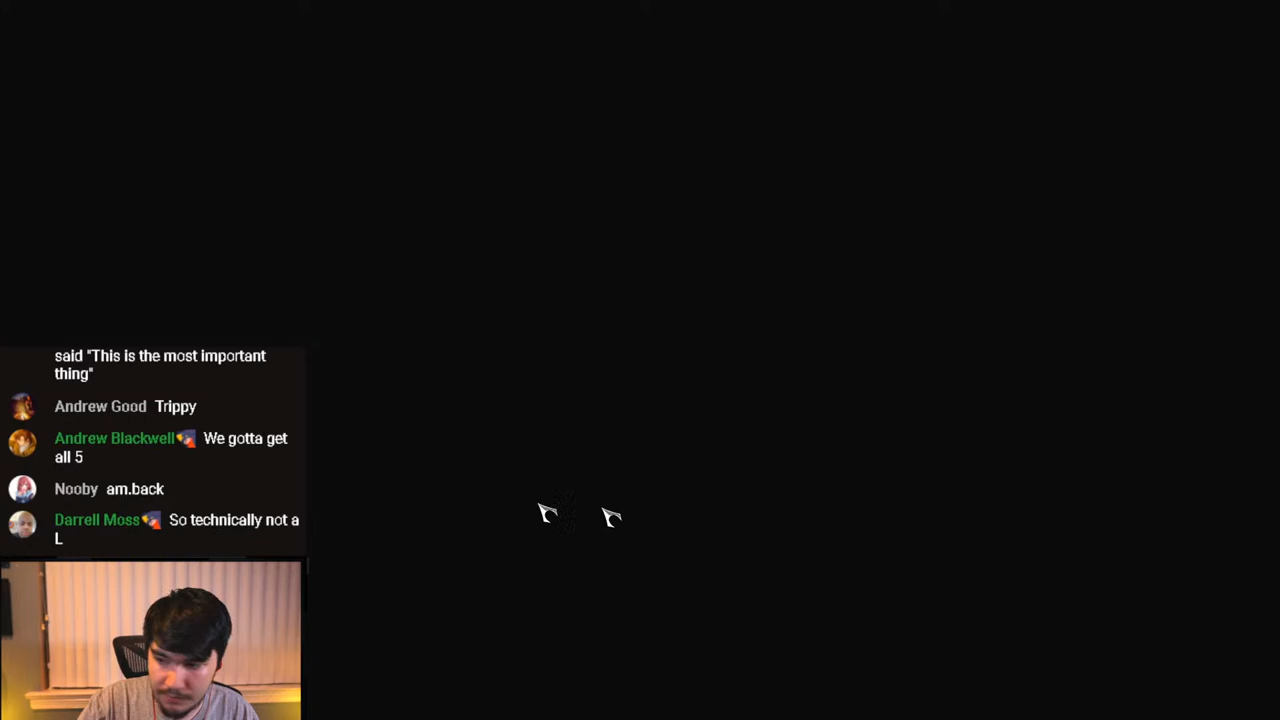 said "This is the most important
thing"
Andrew Good Trippy
Andrew Blackwell We gotta get
all 5
Nooby am.back
Darrell Moss So technically not a
L